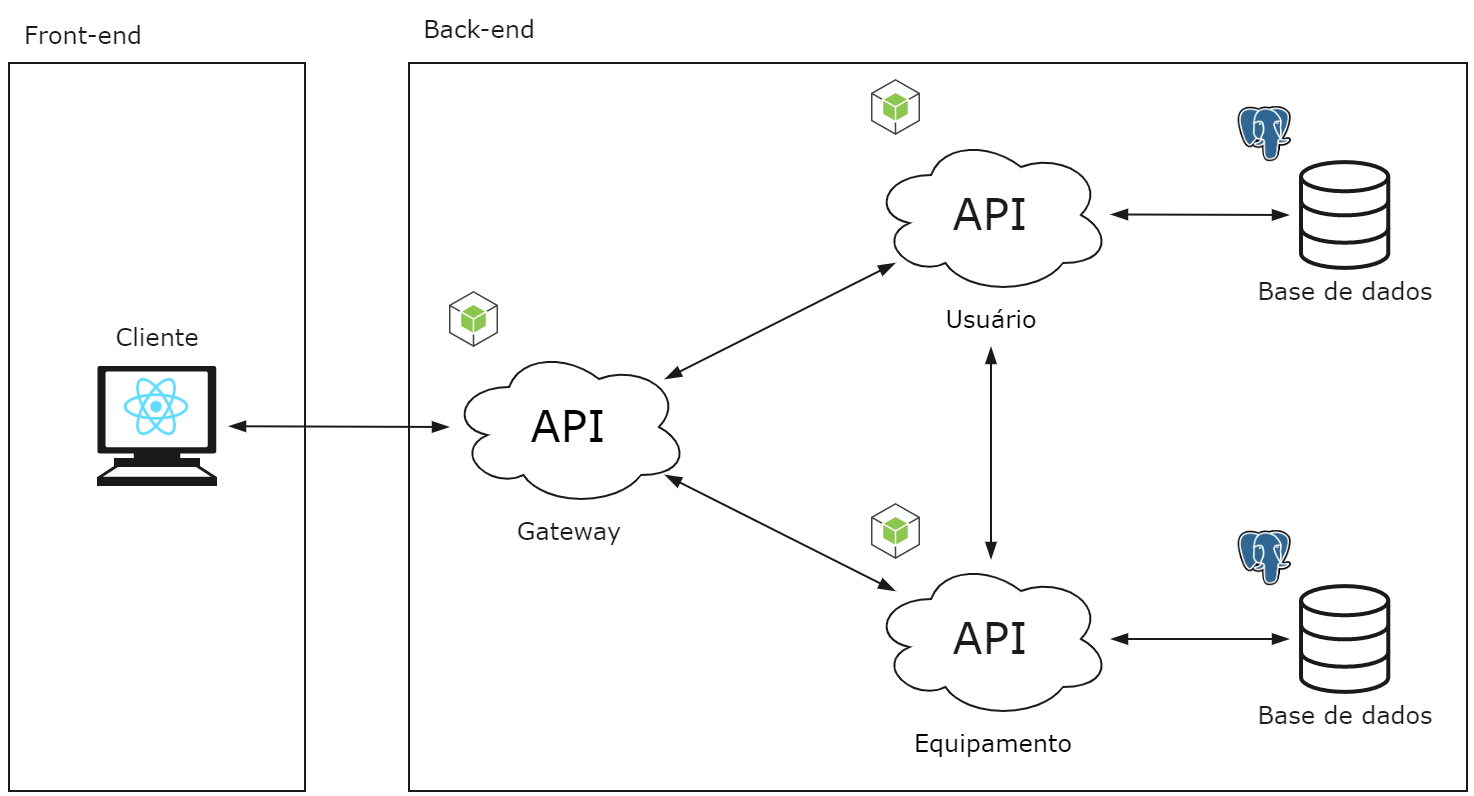 Front-end
Back-end
API
Usuário
Base de dados
Cliente
API
Gateway
API
Equipamento
Base de dados